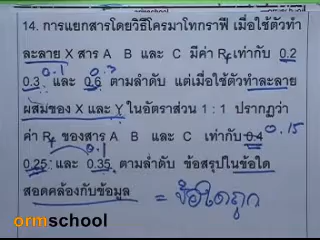 ormschool
14. การแยกสารโดยวิธีโครมาโทกราฟี เมื่อใช้ตัวทำ
ละลาย X สาร A B และ C มีค่า Rf เท่ากับ 0.2
0.1 0.3
0.3 และ 0.6 ตามลำดับ แต่เมื่อใช้ตัวทำละลาย
ผสมของ X และ Y ในอัตราส่วน 1 : 1 ปรากฏว่า
ค่า Rf ของสาร A B และ C เท่ากับ 0.4 0.15
0.1
0.25 และ 0.35 ตามลำดับ ข้อสรุปในข้อใด
สอดคล้องกับข้อมูล = ข้อใดถูก
ormschool